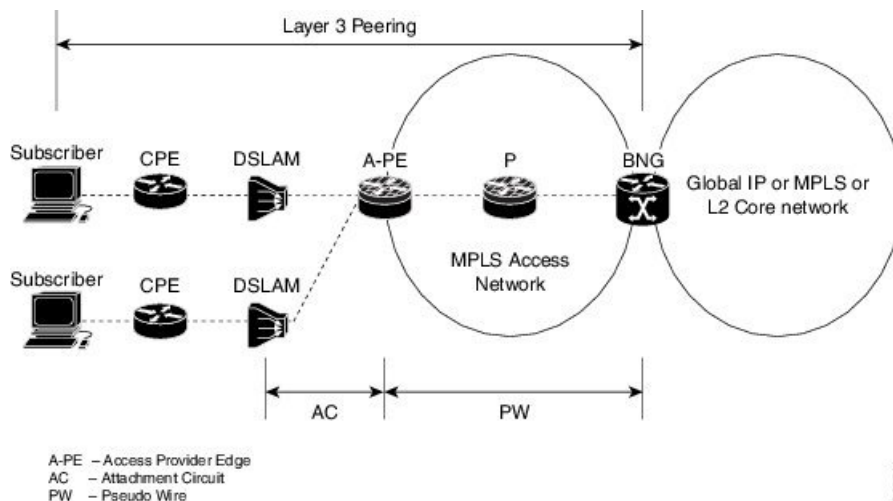 Layer 3 Peering
Subscriber CPE DSLAM A-PE P BNG
Global IP or MPLS or
L2 Core network
MPLS Access
Network
Subscriber CPE DSLAM
AC PW
A-PE – Access Provider Edge
AC – Attachment Circuit
PW – Pseudo Wire